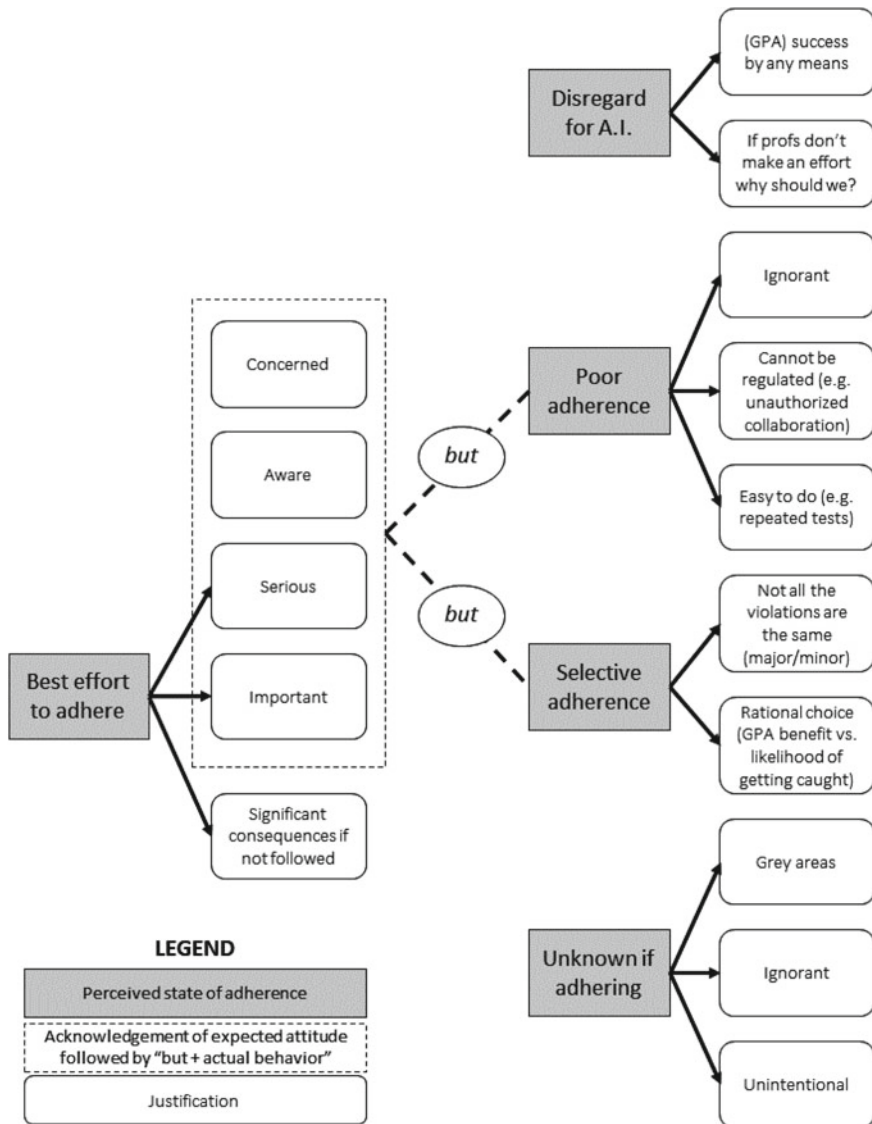 (GPA) success
by any means
Disregard
for A.I.
If profs don't
make an effort
why should we?
Ignorant
Concerned
Poor
adherence
Cannot be
regulated (e.g.
unauthorized
collaboration)
but
Aware
Easy to do (e.g.
repeated tests)
Serious
but
Not all the
violations are
the same
(major/minor)
Best effort
to adhere
Important
Selective
adherence
Rational choice
(GPA benefit vs.
likelihood of
getting caught)
Significant
consequences if
not followed
Grey areas
Unknown if
adhering
Ignorant
Unintentional
LEGEND
Perceived state of adherence
Acknowledgement of expected attitude
followed by "but + actual behavior"
Justification